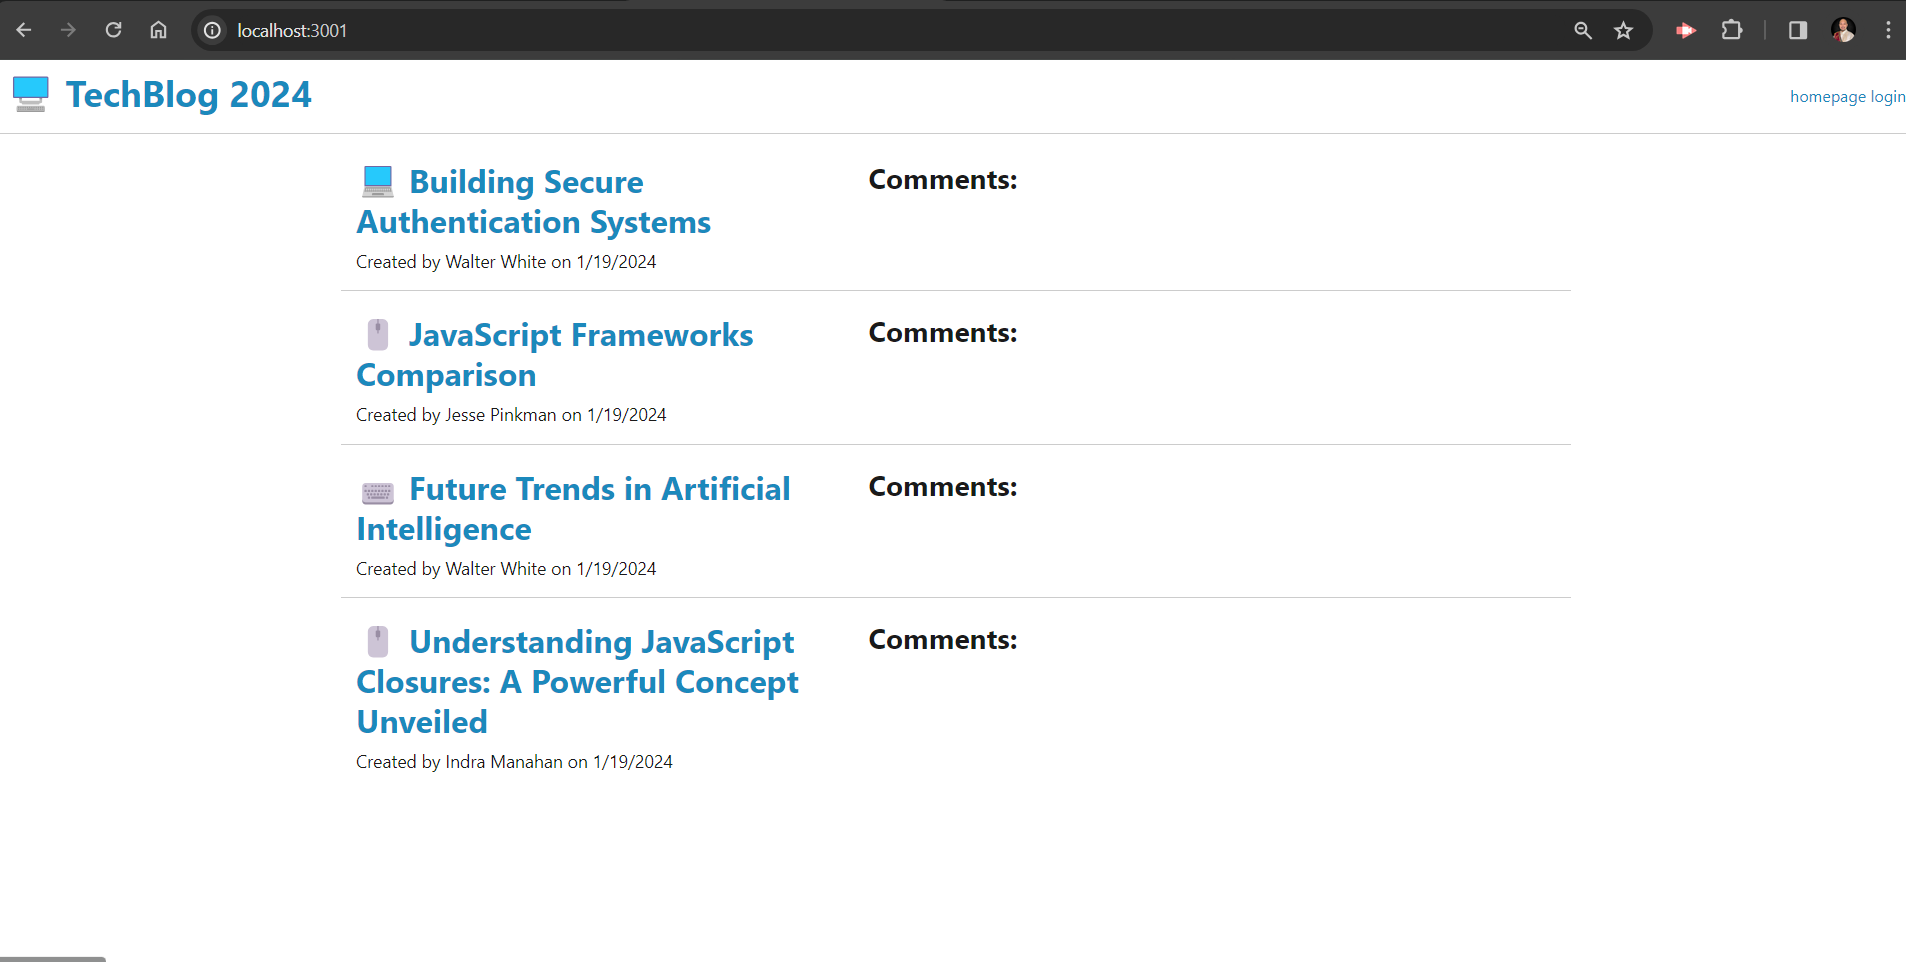 localhost:3001
TechBlog 2024
homepage login
Building Secure
Authentication Systems
Created by Walter White on 1/19/2024
Comments:
JavaScript Frameworks
Comparison
Created by Jesse Pinkman on 1/19/2024
Comments:
Future Trends in Artificial
Intelligence
Created by Walter White on 1/19/2024
Comments:
Understanding JavaScript
Closures: A Powerful Concept
Unveiled
Created by Indra Manahan on 1/19/2024
Comments: